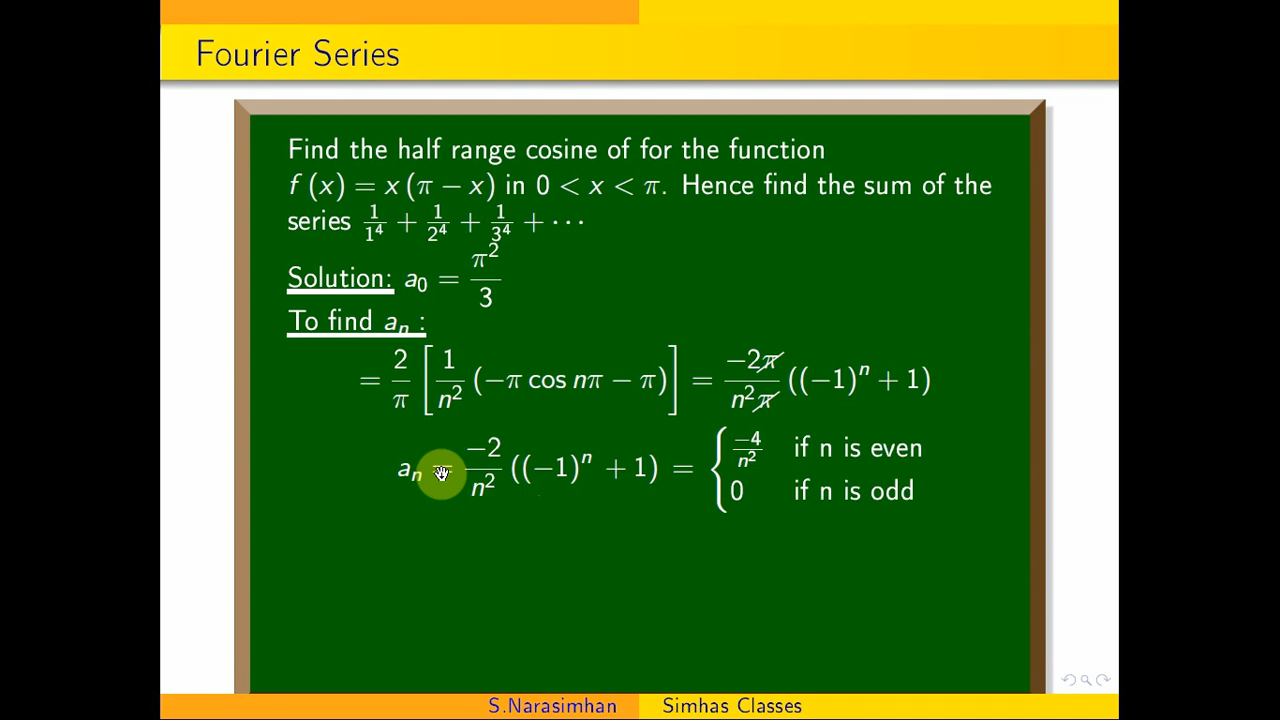 Fourier Series
Find the half range cosine of for the function
f (x) = x (π − x) in 0 < x < π. Hence find the sum of the
series 1/1⁴ + 1/2⁴ + 1/3⁴ + ···
Solution: a₀ = π²/3
To find aₙ :
= 2/π [ 1/n² (−π cos nπ − π) ] = −2π/n²π ((−1)ⁿ + 1)
aₙ = −2/n² ((−1)ⁿ + 1) = { −4/n² if n is even
0 if n is odd
S.Narasimhan Simhas Classes